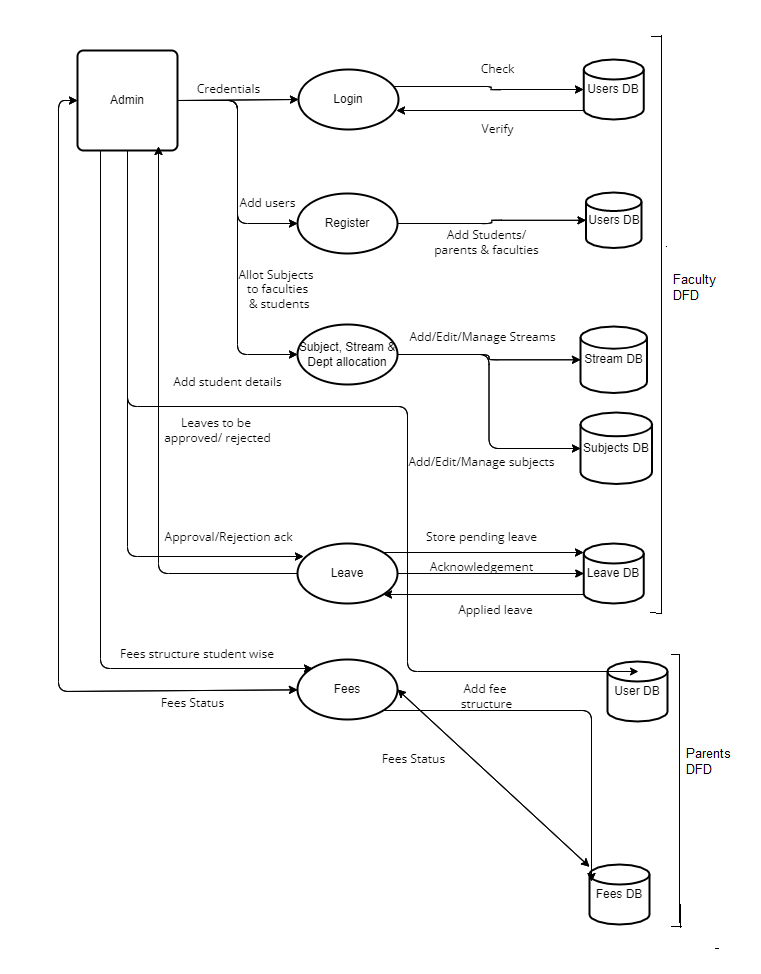 Admin
Credentials
Login
Check
Verify
Users DB
Add users
Register
Add Students/
parents & faculties
Users DB
Faculty
DFD
Allot Subjects
to faculties
& students
Subject, Stream &
Dept allocation
Add/Edit/Manage Streams
Stream DB
Add student details
Leaves to be
approved/ rejected
Add/Edit/Manage subjects
Subjects DB
Approval/Rejection ack
Leave
Store pending leave
Acknowledgement
Applied leave
Leave DB
Fees structure student wise
Fees Status
Fees
Add fee
structure
User DB
Fees Status
Parents
DFD
Fees DB